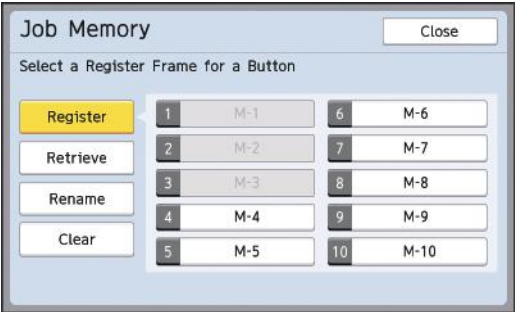 Job Memory
Close
Select a Register Frame for a Button
Register
Retrieve
Rename
Clear
1 M-1
2 M-2
3 M-3
4 M-4
5 M-5
6 M-6
7 M-7
8 M-8
9 M-9
10 M-10